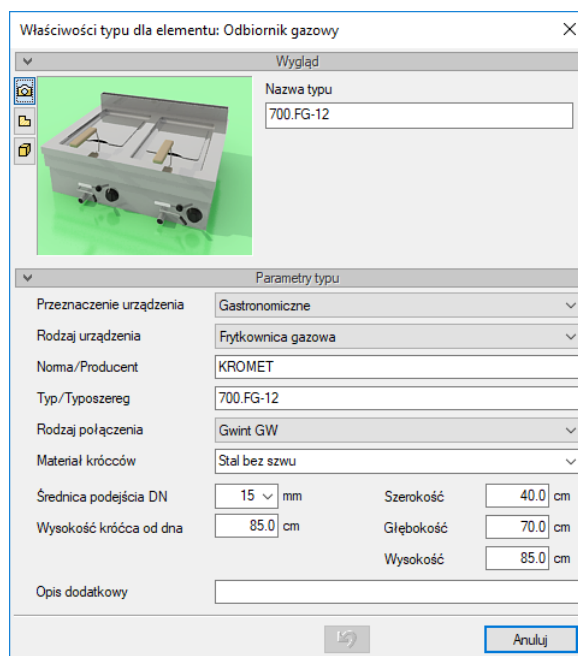 Właściwości typu dla elementu: Odbiornik gazowy
Wygląd
Nazwa typu
700.FG-12
Parametry typu
Przeznaczenie urządzenia Gastronomiczne
Rodzaj urządzenia Frytkownica gazowa
Norma/Producent KROMET
Typ/Typoszereg 700.FG-12
Rodzaj połączenia Gwint GW
Materiał króćców Stal bez szwu
Średnica podejścia DN 15 mm Szerokość 40.0 cm
Wysokość króćca od dna 85.0 cm Głębokość 70.0 cm
Wysokość 85.0 cm
Opis dodatkowy
Anuluj